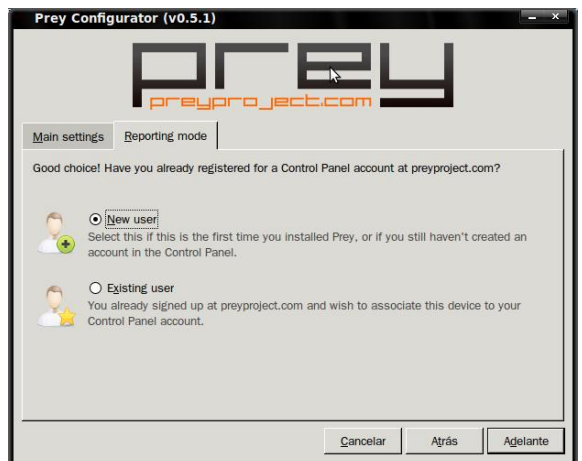 Prey Configurator (v0.5.1)
prey
preyproject.com
Main settings
Reporting mode
Good choice! Have you already registered for a Control Panel account at preyproject.com?
New user
Select this if this is the first time you installed Prey, or if you still haven't created an
account in the Control Panel.
Existing user
You already signed up at preyproject.com and wish to associate this device to your
Control Panel account.
Cancelar
Atrás
Adelante